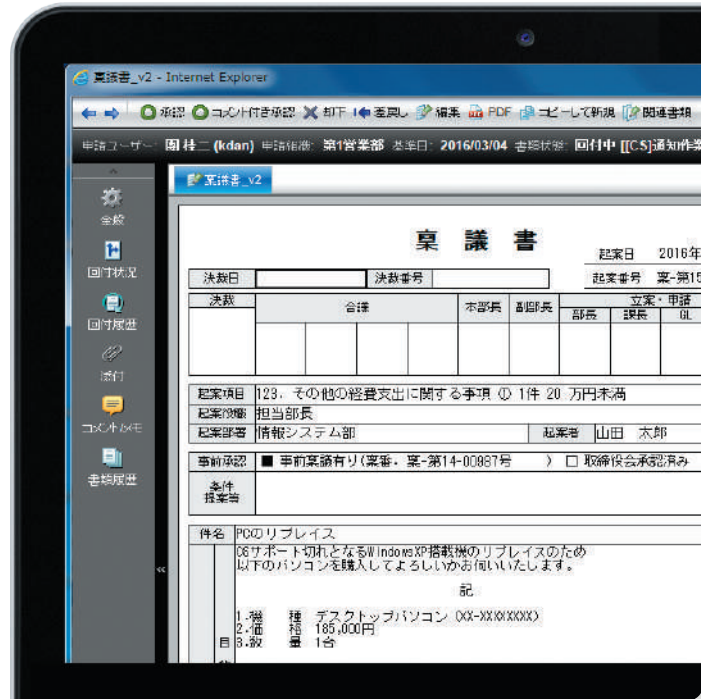 稟議書_v2 - Internet Explorer
承認 コメント付き承認 却下 差戻し 編集 PDF コピーして新規 関連書類
申請ユーザー: 園 桂二 (kdan) 申請組織: 第1営業部 基準日: 2016/03/04 書類状態: 回付中 [[CS]通知作業
稟議書_v2
全般
回付状況
回付履歴
添付
コメント/メモ
書類履歴
稟 議 書
起案日 2016年
決裁日 決裁番号 起案番号 稟-第15
決裁 合議 本部長 副部長 立案・申請
部長 課長 GL
起案項目 123. その他の経費支出に関する事項 の 1件 20 万円未満
起案役職 担当部長
起案部署 情報システム部 起案者 山田 太郎
事前承認 ■ 事前稟議有り(稟番. 稟-第14-00987号 ) □ 取締役会承認済み
条件
提案等
件名 PCのリプレイス
OSサポート切れとなるWindowsXP搭載機のリプレイスのため
以下のパソコンを購入してよろしいかお伺いいたします。
記
1.機 種 デスクトップパソコン (XX-XXXXXXXX)
2.価 格 185,000円
目 3.数 量 1台